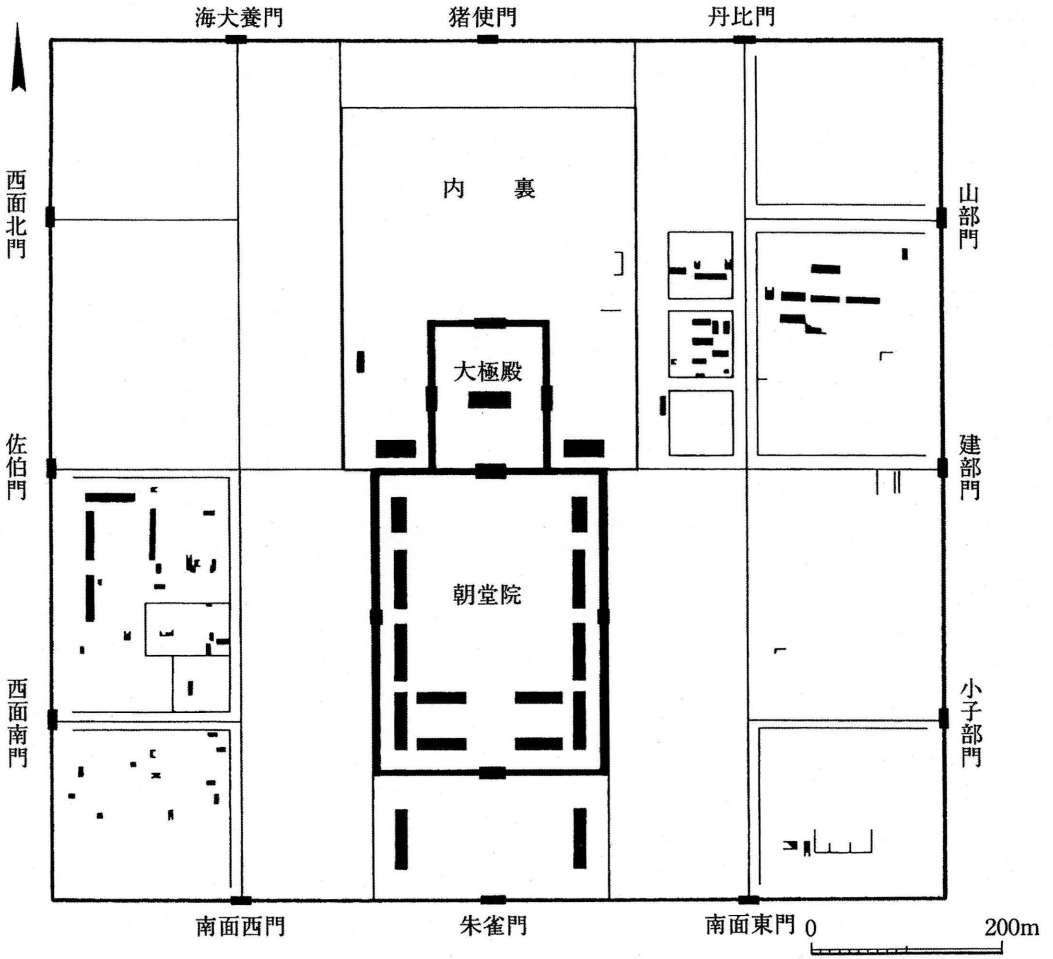 海犬養門
猪使門
丹比門
西面北門
内裏
山部門
大極殿
佐伯門
建部門
朝堂院
西面南門
小子部門
南面西門
朱雀門
南面東門
0 200m